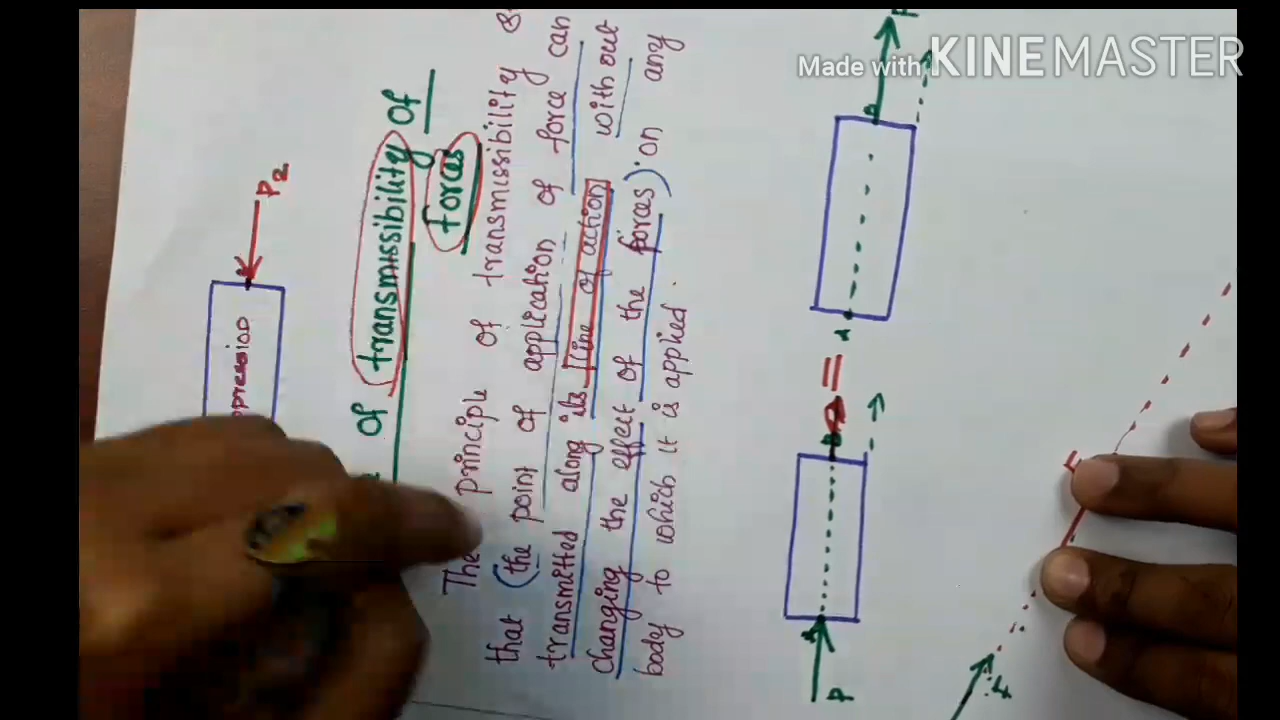 Made with KINEMASTER
P2
of transmissibility of
forces
The principle of transmissibility
that (the point of application of force can
transmitted along its line of action with out
changing the effect of the forces) on any
body to which it is applied.
P
=